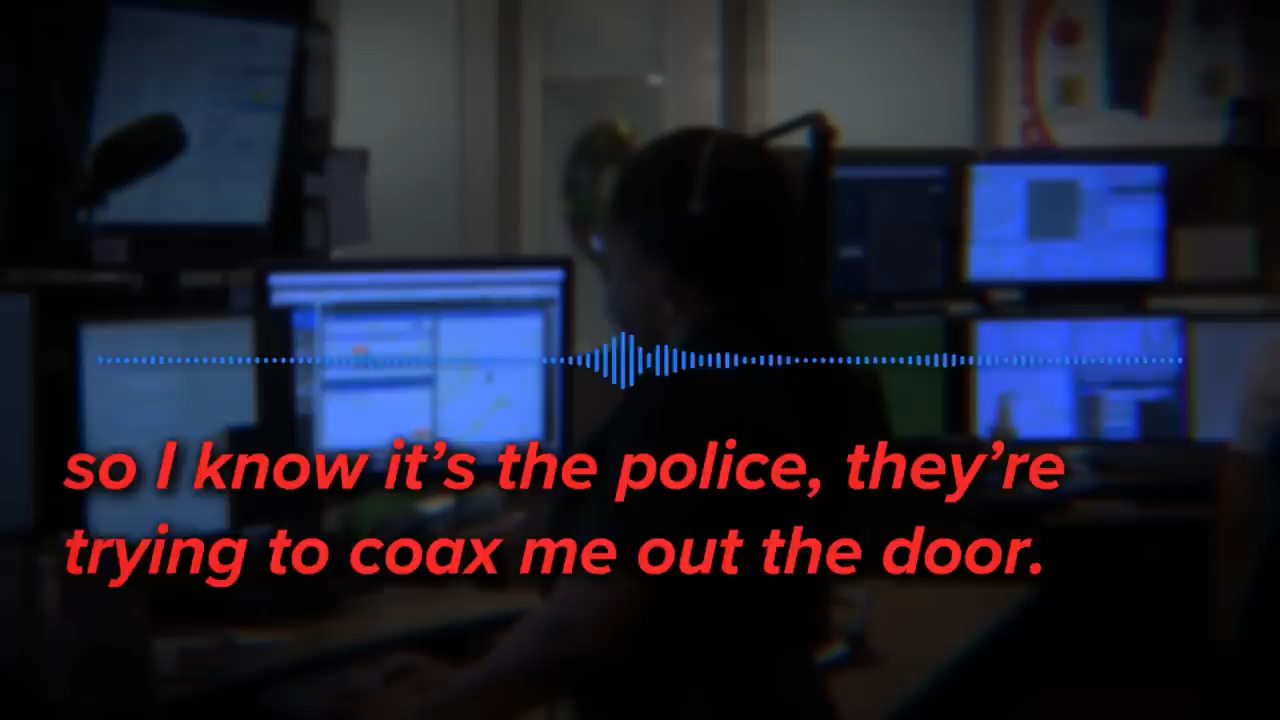 so I know it’s the police, they’re
trying to coax me out the door.